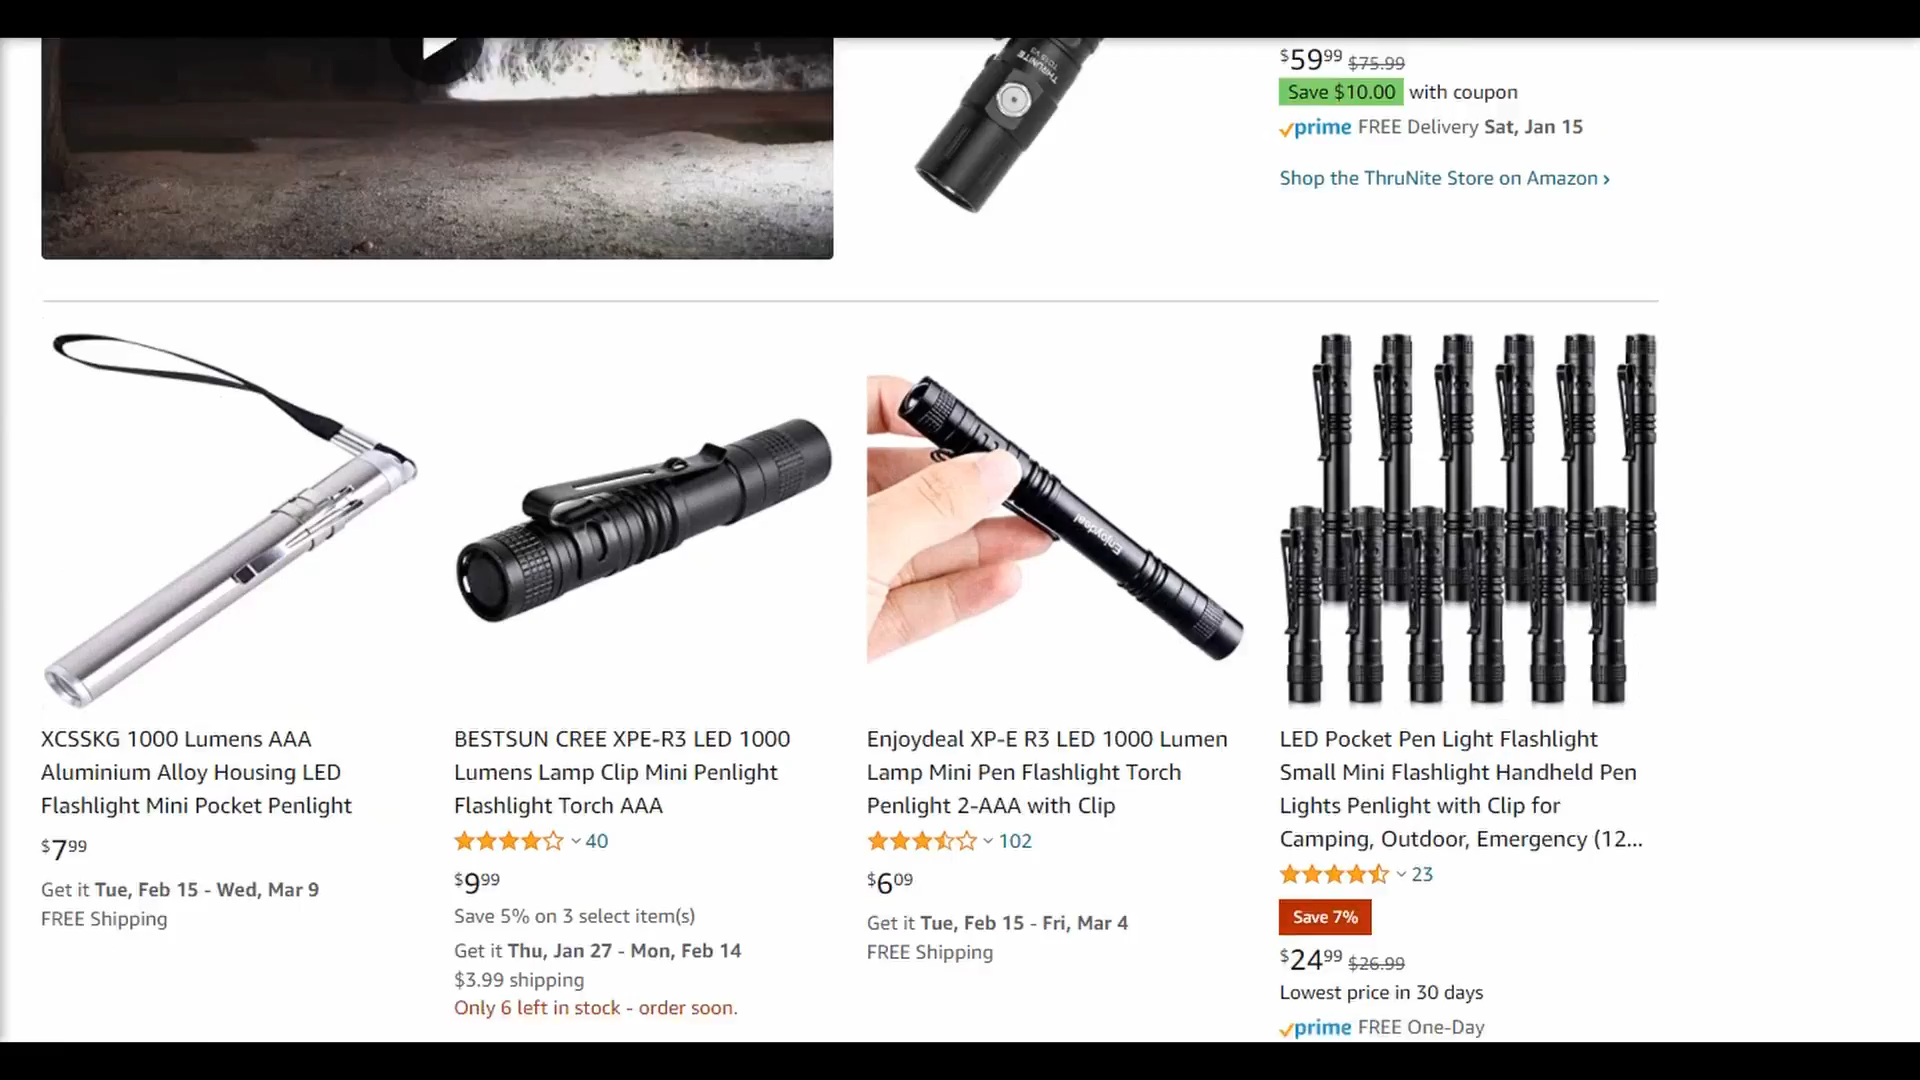 THRUNITE
$59.99 $75.99
Save $10.00 with coupon
prime FREE Delivery Sat, Jan 15
Shop the ThruNite Store on Amazon ›
Enjoydeal
XCSSKG 1000 Lumens AAA
Aluminium Alloy Housing LED
Flashlight Mini Pocket Penlight
$7.99
Get it Tue, Feb 15 - Wed, Mar 9
FREE Shipping
BESTSUN CREE XPE-R3 LED 1000
Lumens Lamp Clip Mini Penlight
Flashlight Torch AAA
40
$9.99
Save 5% on 3 select item(s)
Get it Thu, Jan 27 - Mon, Feb 14
$3.99 shipping
Only 6 left in stock - order soon.
Enjoydeal XP-E R3 LED 1000 Lumen
Lamp Mini Pen Flashlight Torch
Penlight 2-AAA with Clip
102
$6.09
Get it Tue, Feb 15 - Fri, Mar 4
FREE Shipping
LED Pocket Pen Light Flashlight
Small Mini Flashlight Handheld Pen
Lights Penlight with Clip for
Camping, Outdoor, Emergency (12...
23
Save 7%
$24.99 $26.99
Lowest price in 30 days
prime FREE One-Day